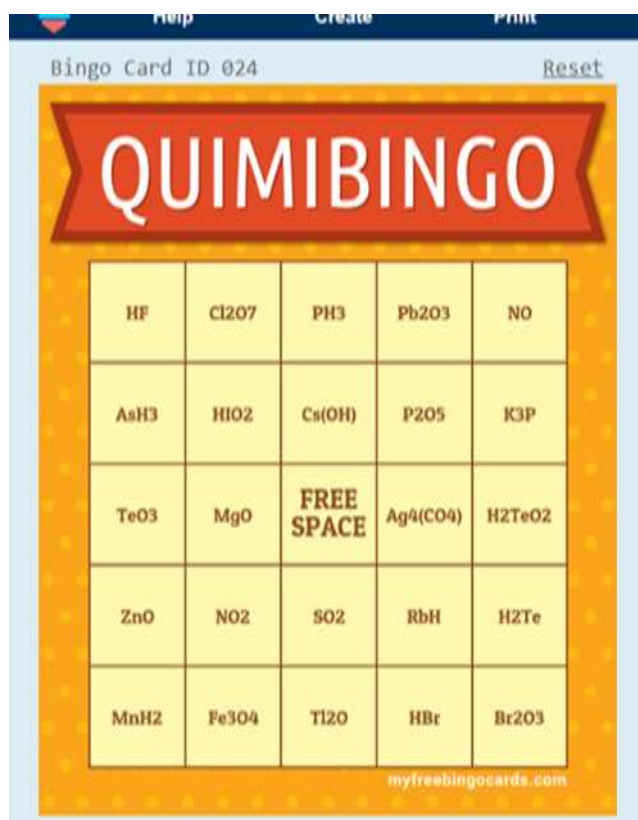 Help Create Print
Bingo Card ID 024 Reset
QUIMIBINGO
HF Cl2O7 PH3 Pb2O3 NO
AsH3 HIO2 Cs(OH) P2O5 K3P
TeO3 MgO FREE SPACE Ag4(CO4) H2TeO2
ZnO NO2 SO2 RbH H2Te
MnH2 Fe3O4 Tl2O HBr Br2O3
myfreebingocards.com